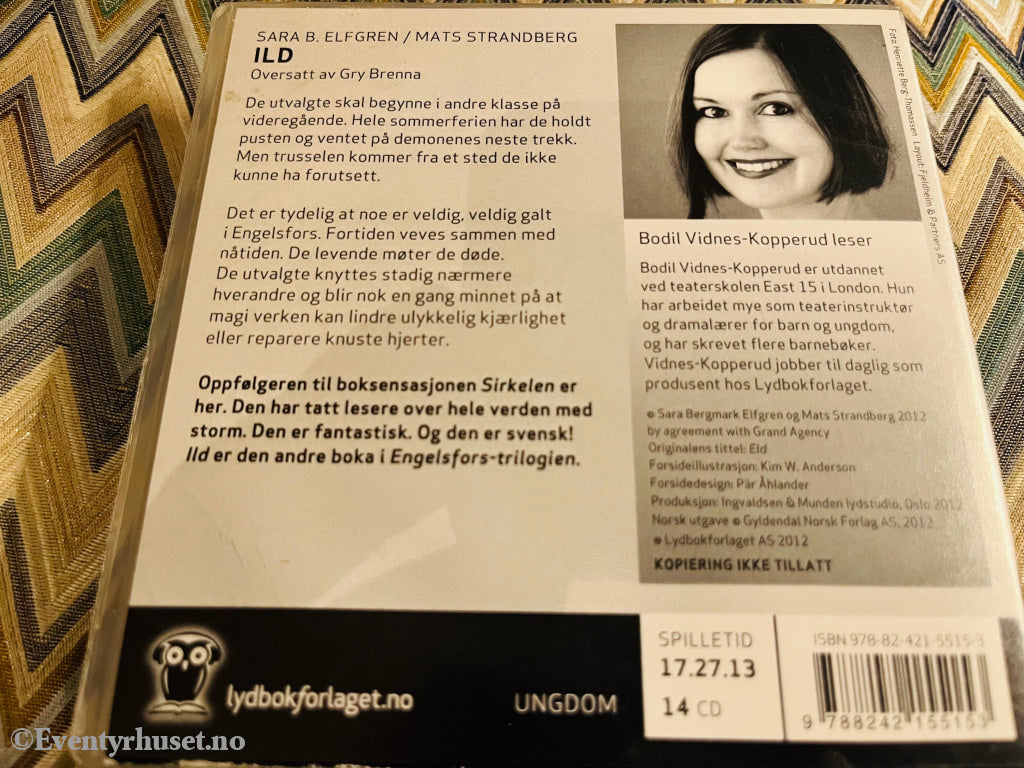 SARA B. ELFGREN / MATS STRANDBERG
ILD
Oversatt av Gry Brenna
De utvalgte skal begynne i andre klasse på
videregående. Hele sommerferien har de holdt
pusten og ventet på demonenes neste trekk.
Men trusselen kommer fra et sted de ikke
kunne ha forutsett.
Det er tydelig at noe er veldig, veldig galt
i Engelsfors. Fortiden veves sammen med
nåtiden. De levende møter de døde.
De utvalgte knyttes stadig nærmere
hverandre og blir nok en gang minnet på at
magi verken kan lindre ulykkelig kjærlighet
eller reparere knuste hjerter.
Oppfølgeren til boksensasjonen Sirkelen er
her. Den har tatt lesere over hele verden med
storm. Den er fantastisk. Og den er svensk!
Ild er den andre boka i Engelsfors-trilogien.
Foto: Henriette Berg-Thomassen Layout: Fjeldheim & Partners AS
Bodil Vidnes-Kopperud leser
Bodil Vidnes-Kopperud er utdannet
ved teaterskolen East 15 i London. Hun
har arbeidet mye som teaterinstruktør
og dramalærer for barn og ungdom,
og har skrevet flere barnebøker.
Vidnes-Kopperud jobber til daglig som
produsent hos Lydbokforlaget.
© Sara Bergmark Elfgren og Mats Strandberg 2012
by agreement with Grand Agency
Originalens tittel: Eld
Forsideillustrasjon: Kim W. Anderson
Forsidedesign: Pär Åhlander
Produksjon: Ingvaldsen & Munden lydstudio, Oslo 2012
Norsk utgave © Gyldendal Norsk Forlag AS, 2012
℗ Lydbokforlaget AS 2012
KOPIERING IKKE TILLATT
lydbokforlaget.no
UNGDOM
SPILLETID
17.27.13
14 CD
ISBN 978-82-421-5515-3
9 788242 155153
©Eventyrhuset.no